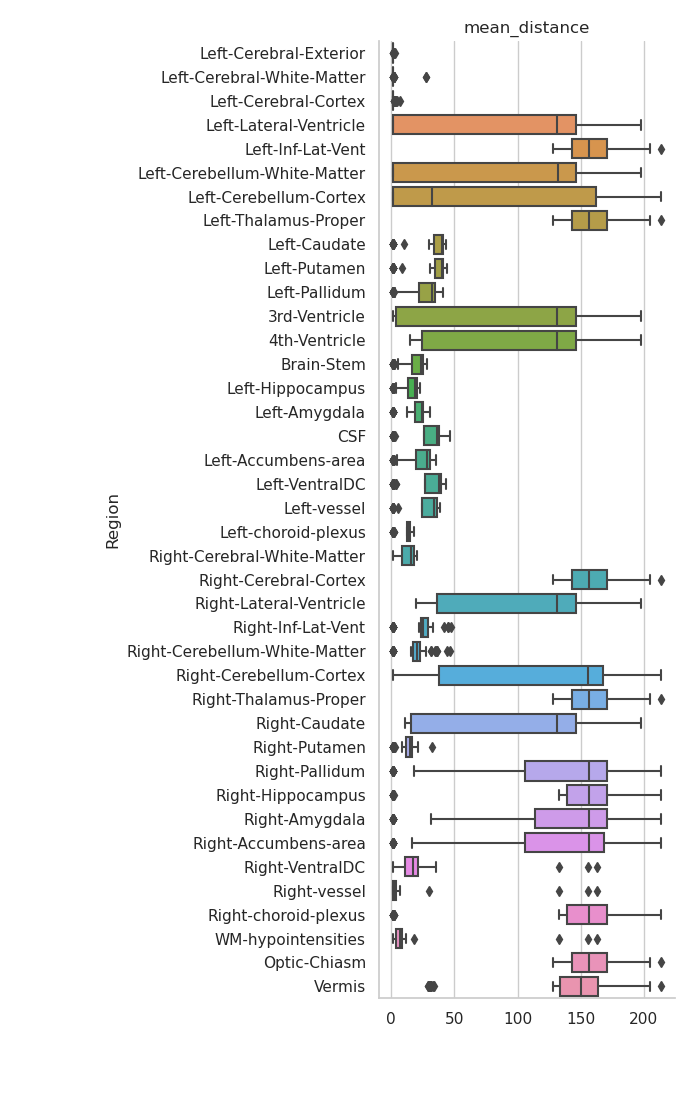 mean_distance
Left-Cerebral-Exterior
Left-Cerebral-White-Matter
Left-Cerebral-Cortex
Left-Lateral-Ventricle
Left-Inf-Lat-Vent
Left-Cerebellum-White-Matter
Left-Cerebellum-Cortex
Left-Thalamus-Proper
Left-Caudate
Left-Putamen
Left-Pallidum
3rd-Ventricle
4th-Ventricle
Brain-Stem
Left-Hippocampus
Left-Amygdala
CSF
Left-Accumbens-area
Left-VentralDC
Left-vessel
Left-choroid-plexus
Right-Cerebral-White-Matter
Right-Cerebral-Cortex
Right-Lateral-Ventricle
Right-Inf-Lat-Vent
Right-Cerebellum-White-Matter
Right-Cerebellum-Cortex
Right-Thalamus-Proper
Right-Caudate
Right-Putamen
Right-Pallidum
Right-Hippocampus
Right-Amygdala
Right-Accumbens-area
Right-VentralDC
Right-vessel
Right-choroid-plexus
WM-hypointensities
Optic-Chiasm
Vermis
Region
0 50 100 150 200